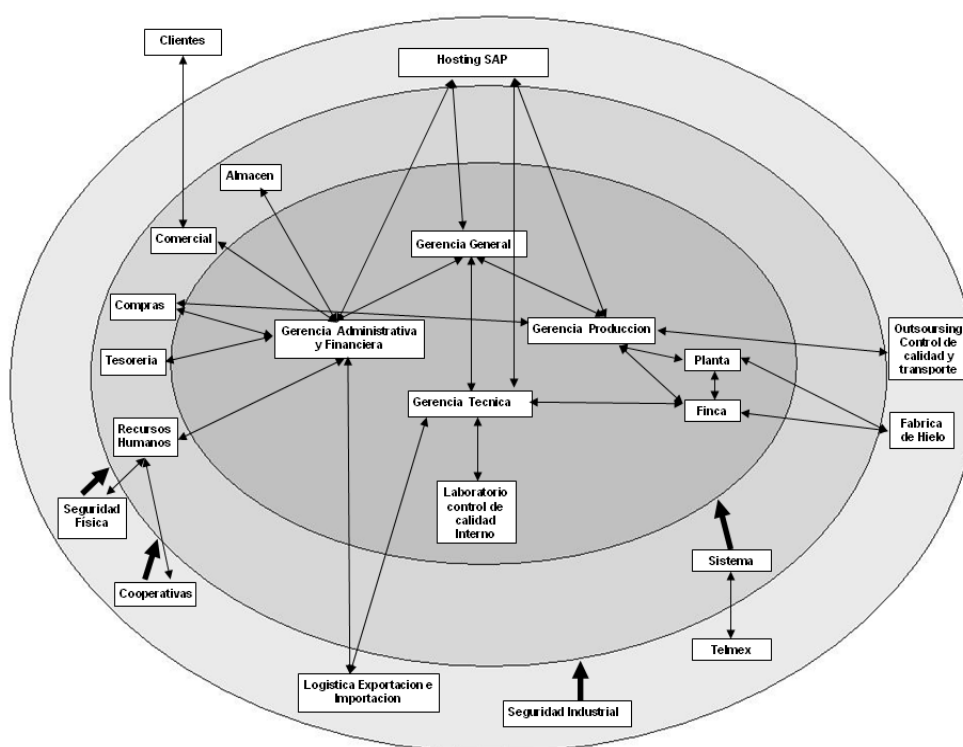 Clientes
Hosting SAP
Almacen
Comercial
Gerencia General
Compras
Gerencia Administrativa
y Financiera
Gerencia Produccion
Outsoursing
Control de
calidad y
transporte
Tesoreria
Planta
Gerencia Tecnica
Finca
Recursos
Humanos
Fabrica
de Hielo
Laboratorio
control de
calidad
Interno
Seguridad
Física
Sistema
Cooperativas
Telmex
Logistica Exportacion e
Importacion
Seguridad Industrial